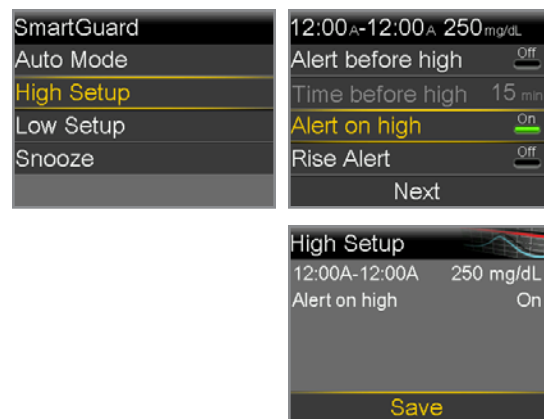 SmartGuard
Auto Mode
High Setup
Low Setup
Snooze
12:00A-12:00A 250 mg/dL
Alert before high Off
Time before high 15 min
Alert on high On
Rise Alert Off
Next
High Setup
12:00A-12:00A 250 mg/dL
Alert on high On
Save